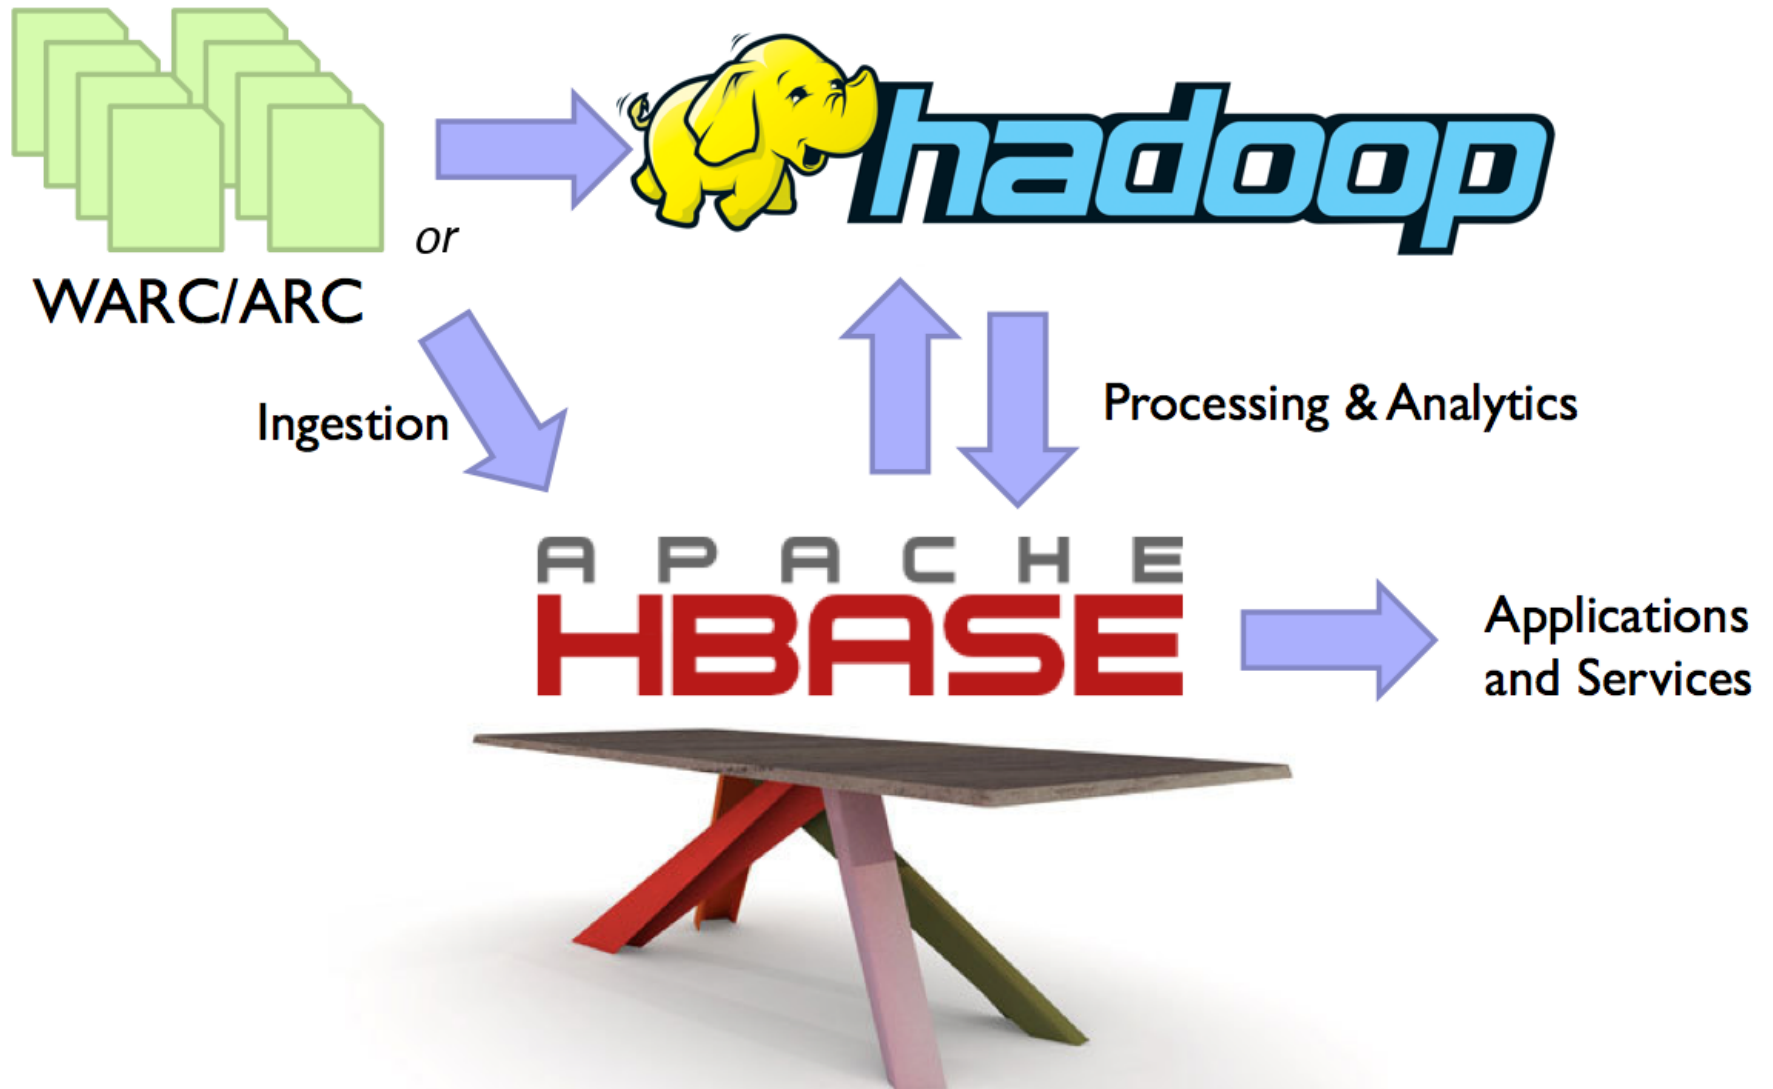 hadoop
or
WARC/ARC
Ingestion
Processing & Analytics
APACHE
HBASE
Applications
and Services